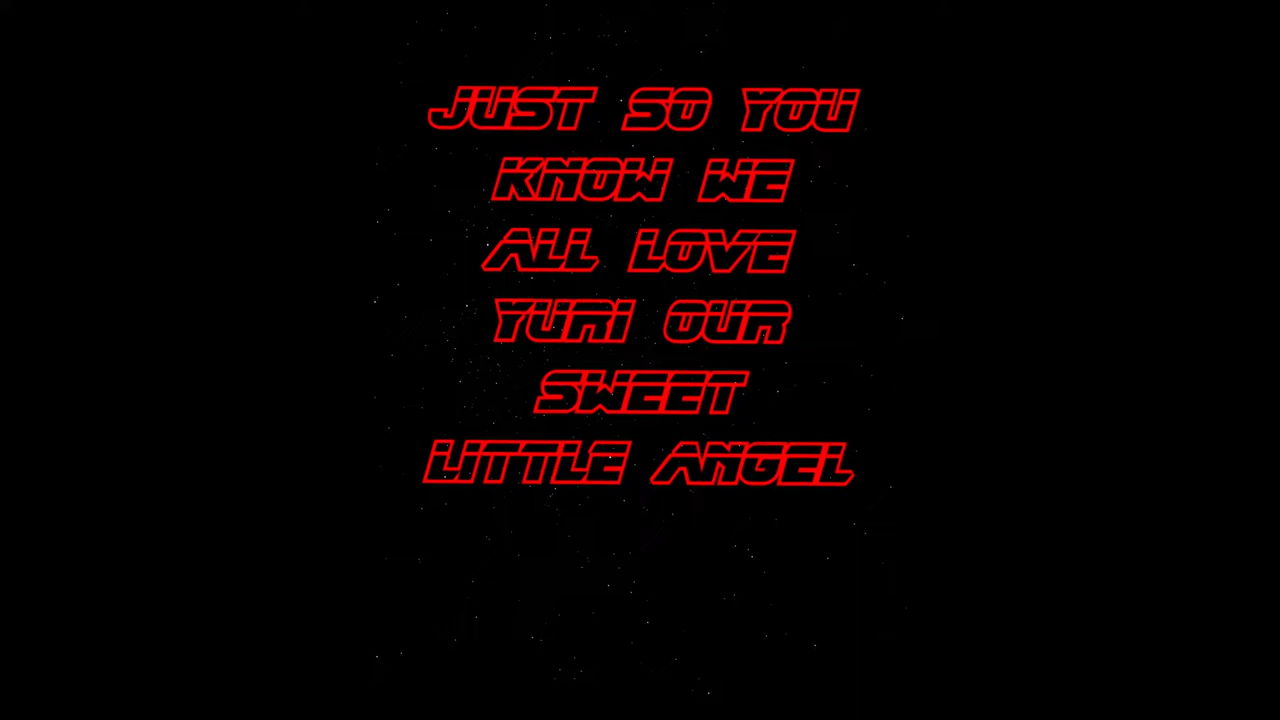 JUST SO YOU
KNOW WE
ALL LOVE
YURI OUR
SWEET
LITTLE ANGEL